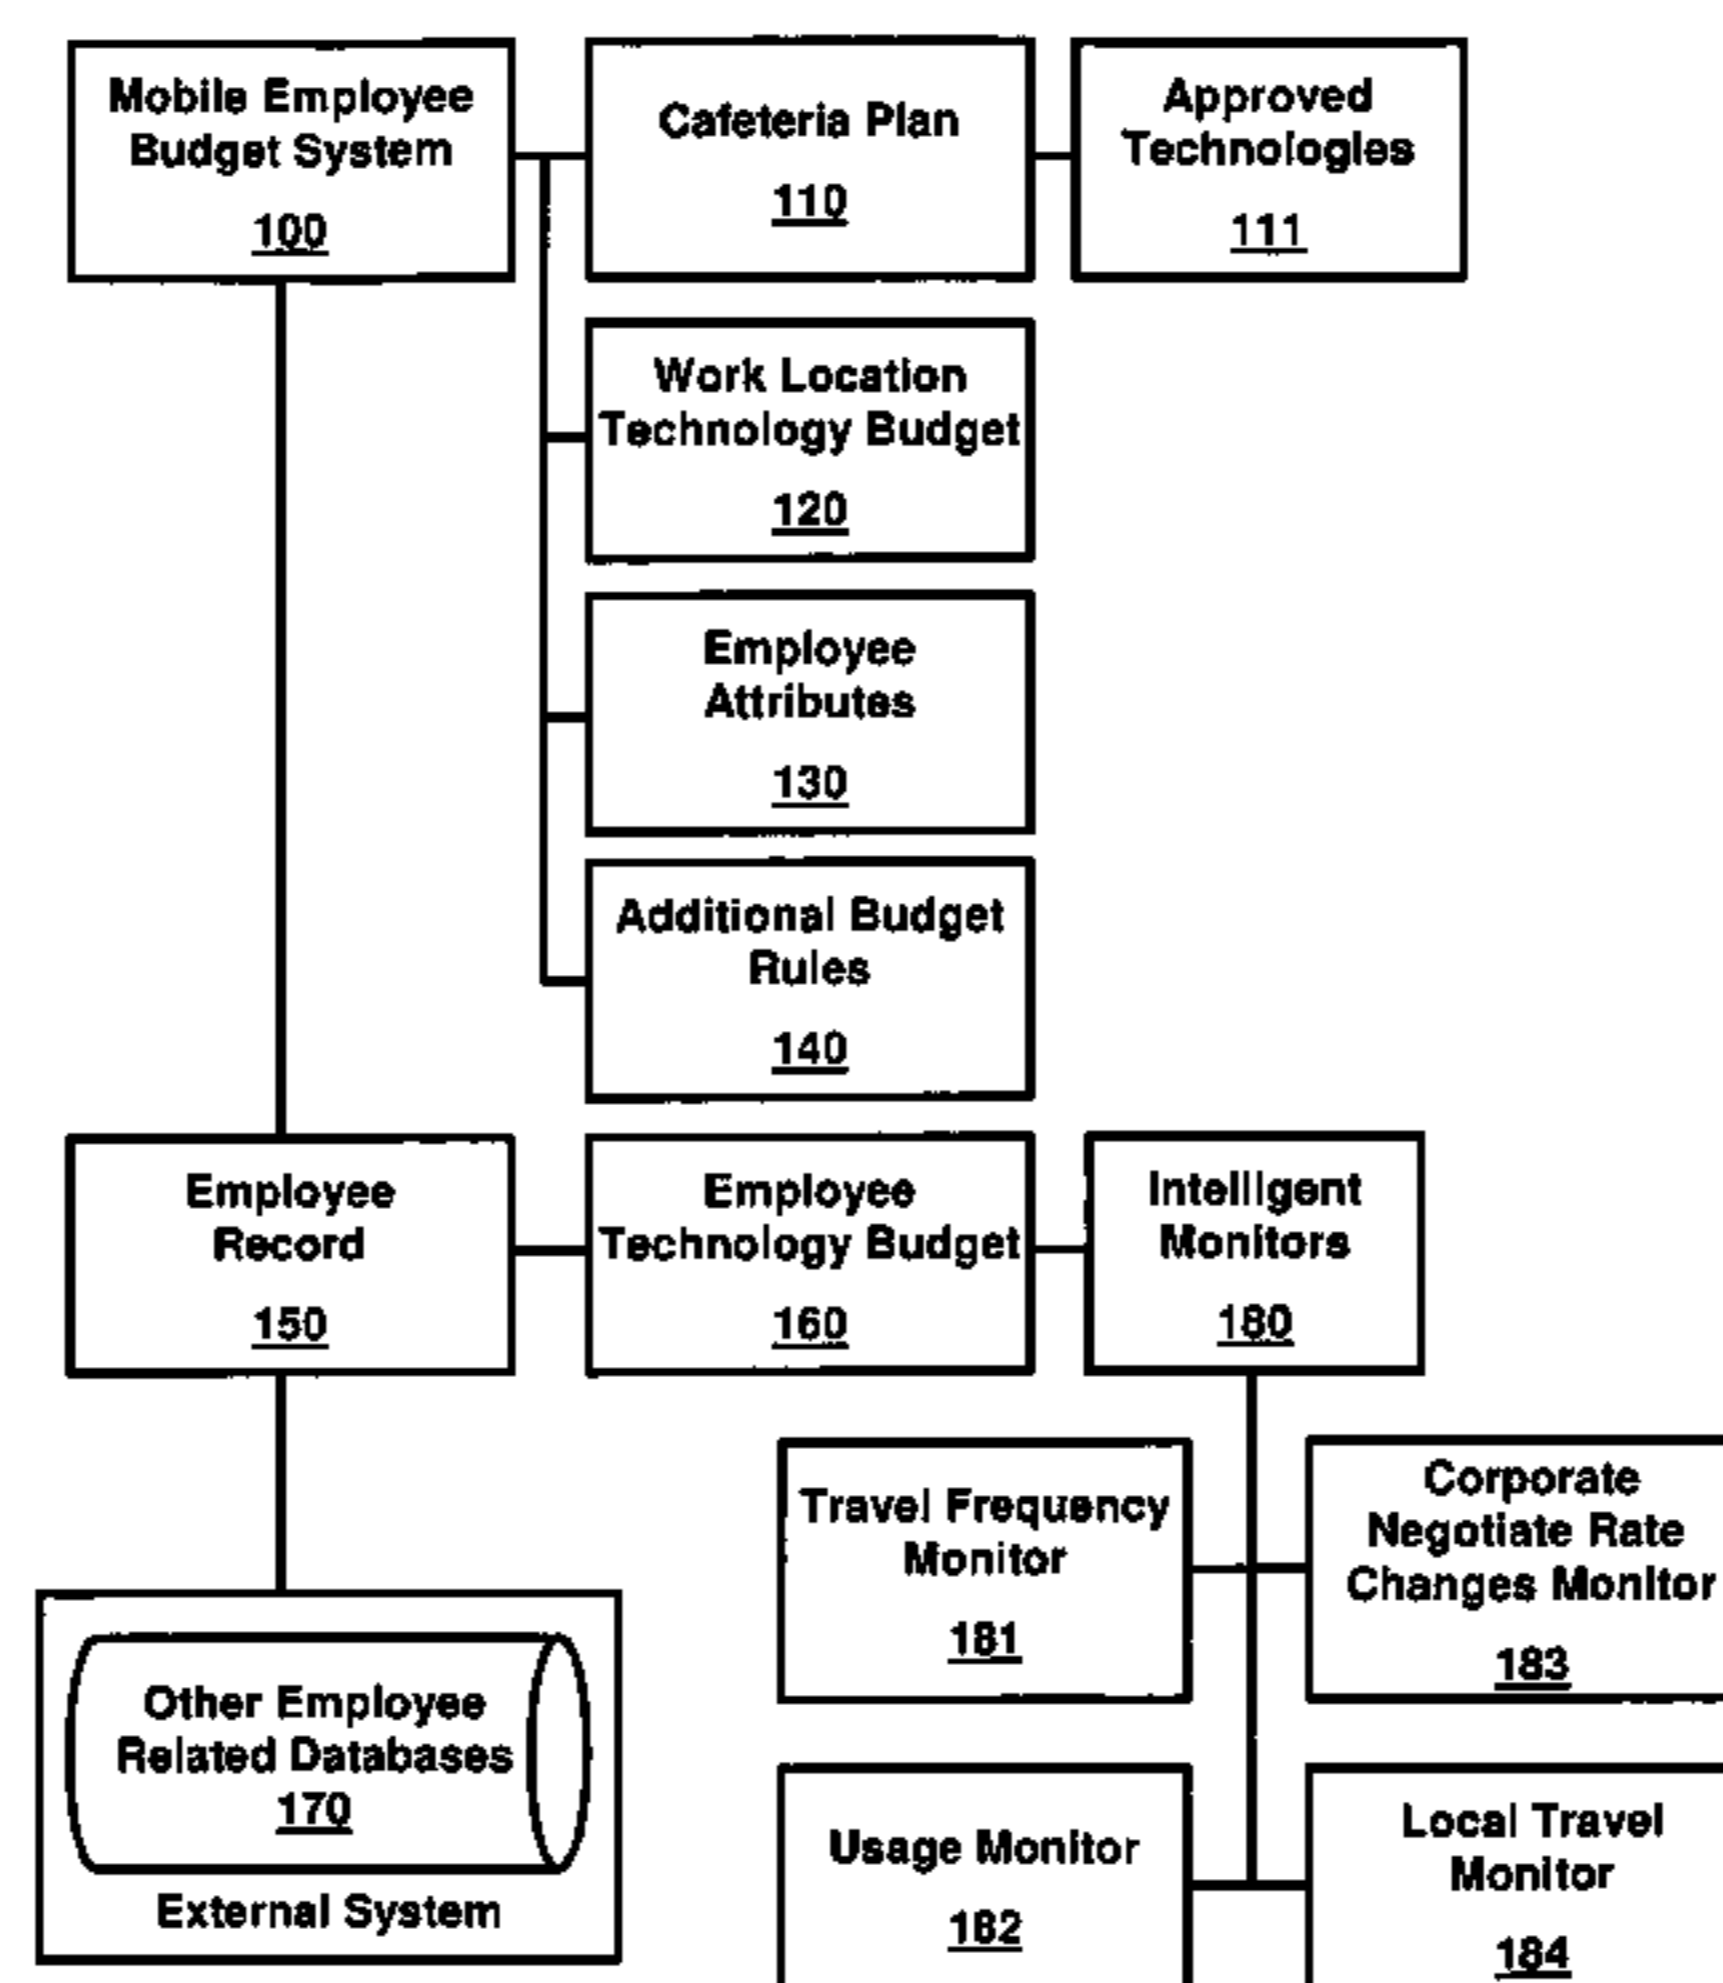 Mobile Employee
Budget System
100
Cafeteria Plan
110
Approved
Technologies
111
Work Location
Technology Budget
120
Employee
Attributes
130
Additional Budget
Rules
140
Employee
Record
150
Employee
Technology Budget
160
Intelligent
Monitors
180
Travel Frequency
Monitor
181
Corporate
Negotiate Rate
Changes Monitor
183
Other Employee
Related Databases
170
External System
Usage Monitor
182
Local Travel
Monitor
184